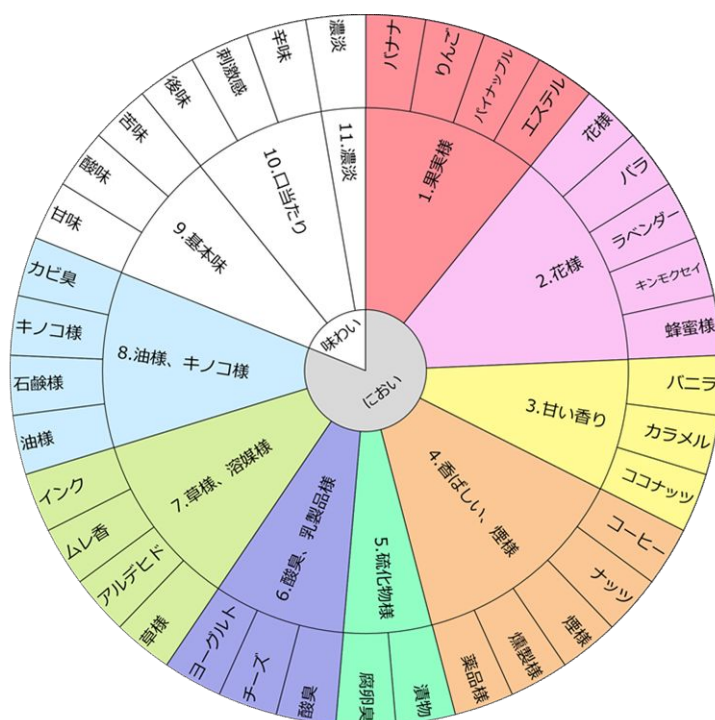 におい
味わい
1.果実様
バナナ
りんご
パイナップル
エステル
2.花様
花様
バラ
ラベンダー
キンモクセイ
蜂蜜様
3.甘い香り
バニラ
カラメル
ココナッツ
4.香ばしい、煙様
コーヒー
ナッツ
煙様
燻製様
薬品様
5.硫化物様
漬物
腐卵臭
6.酸臭、乳製品様
酸臭
チーズ
ヨーグルト
7.草様、溶媒様
草様
アルデヒド
ムレ香
インク
8.油様、キノコ様
油様
石鹸様
キノコ様
カビ臭
9.基本味
甘味
酸味
苦味
10.口当たり
後味
刺激感
辛味
11.濃淡
濃淡